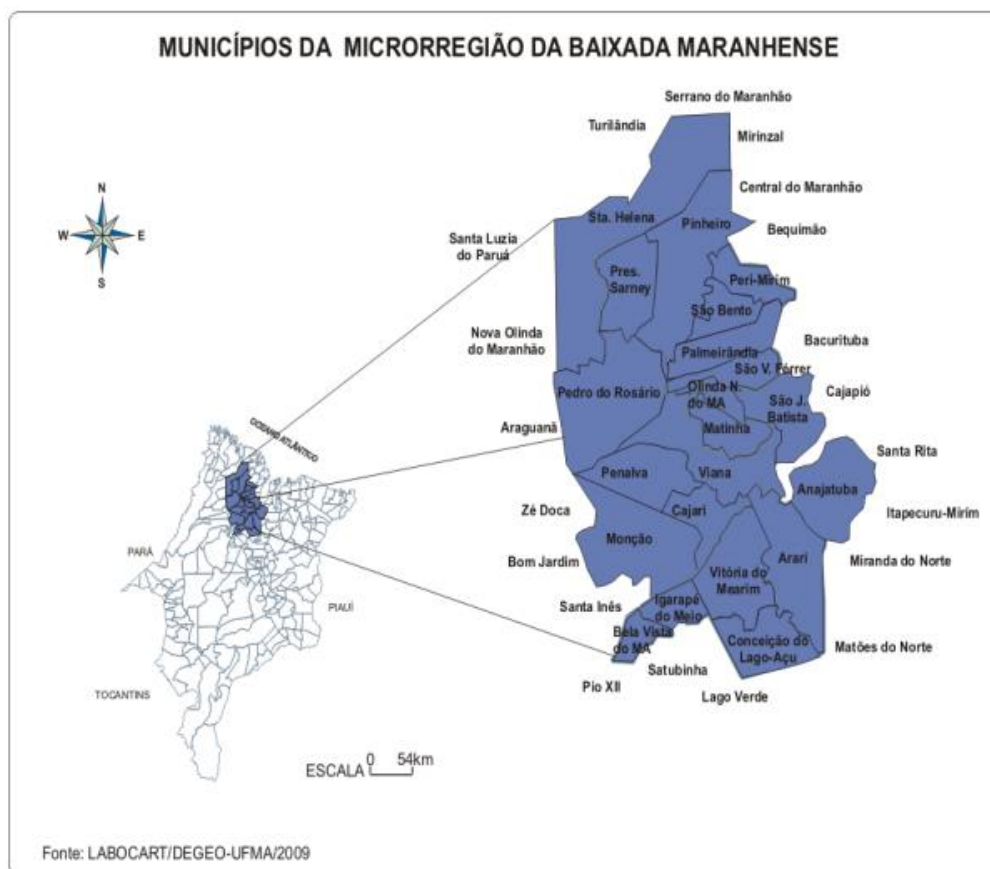 MUNICÍPIOS DA MICRORREGIÃO DA BAIXADA MARANHENSE
Serrano do Maranhão
Turilândia
Mirinzal
N
W
E
S
Central do Maranhão
Sta. Helena
Pinheiro
Bequimão
Santa Luzia
do Paruá
Pres.
Sarney
Peri-Mirim
São Bento
Nova Olinda
do Maranhão
Palmeirândia
Bacurituba
São V. Férrer
Pedro do Rosário
Olinda N.
do MA
São J.
Batista
Cajapió
Matinha
Araguanã
OCEANO ATLÂNTICO
Santa Rita
Penalva
Viana
Anajatuba
Zé Doca
Cajari
Itapecuru-Mirim
Monção
Bom Jardim
Vitória do
Mearim
Arari
Miranda do Norte
PARÁ
PIAUÍ
Santa Inês
Igarapé
do Meio
Bela Vista
do MA
Conceição do
Lago-Açu
Matões do Norte
Satubinha
Pio XII
Lago Verde
TOCANTINS
ESCALA
0 54km
Fonte: LABOCART/DEGEO-UFMA/2009